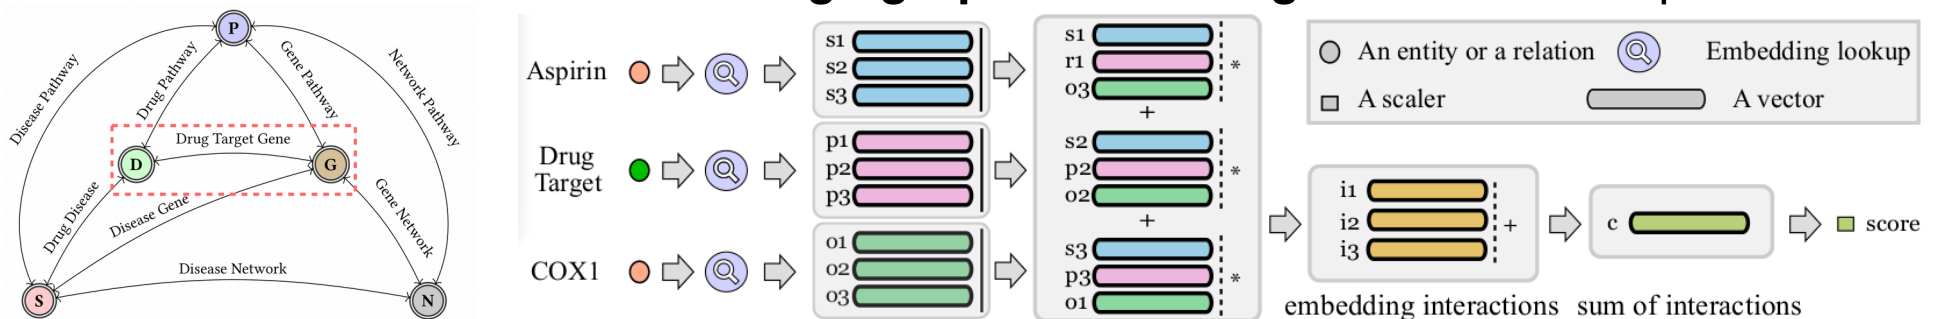 P
Disease Pathway
Drug Pathway
Gene Pathway
Network Pathway
Drug Target Gene
D
G
Drug Disease
Disease Gene
Gene Network
Disease Network
S
N
Aspirin
Drug
Target
COX1
s1
s2
s3
p1
p2
p3
o1
o2
o3
s1
r1
o3
*
+
s2
p2
o2
*
+
s3
p3
o1
*
An entity or a relation
Embedding lookup
A scaler
A vector
i1
i2
i3
+
embedding interactions
c
sum of interactions
score